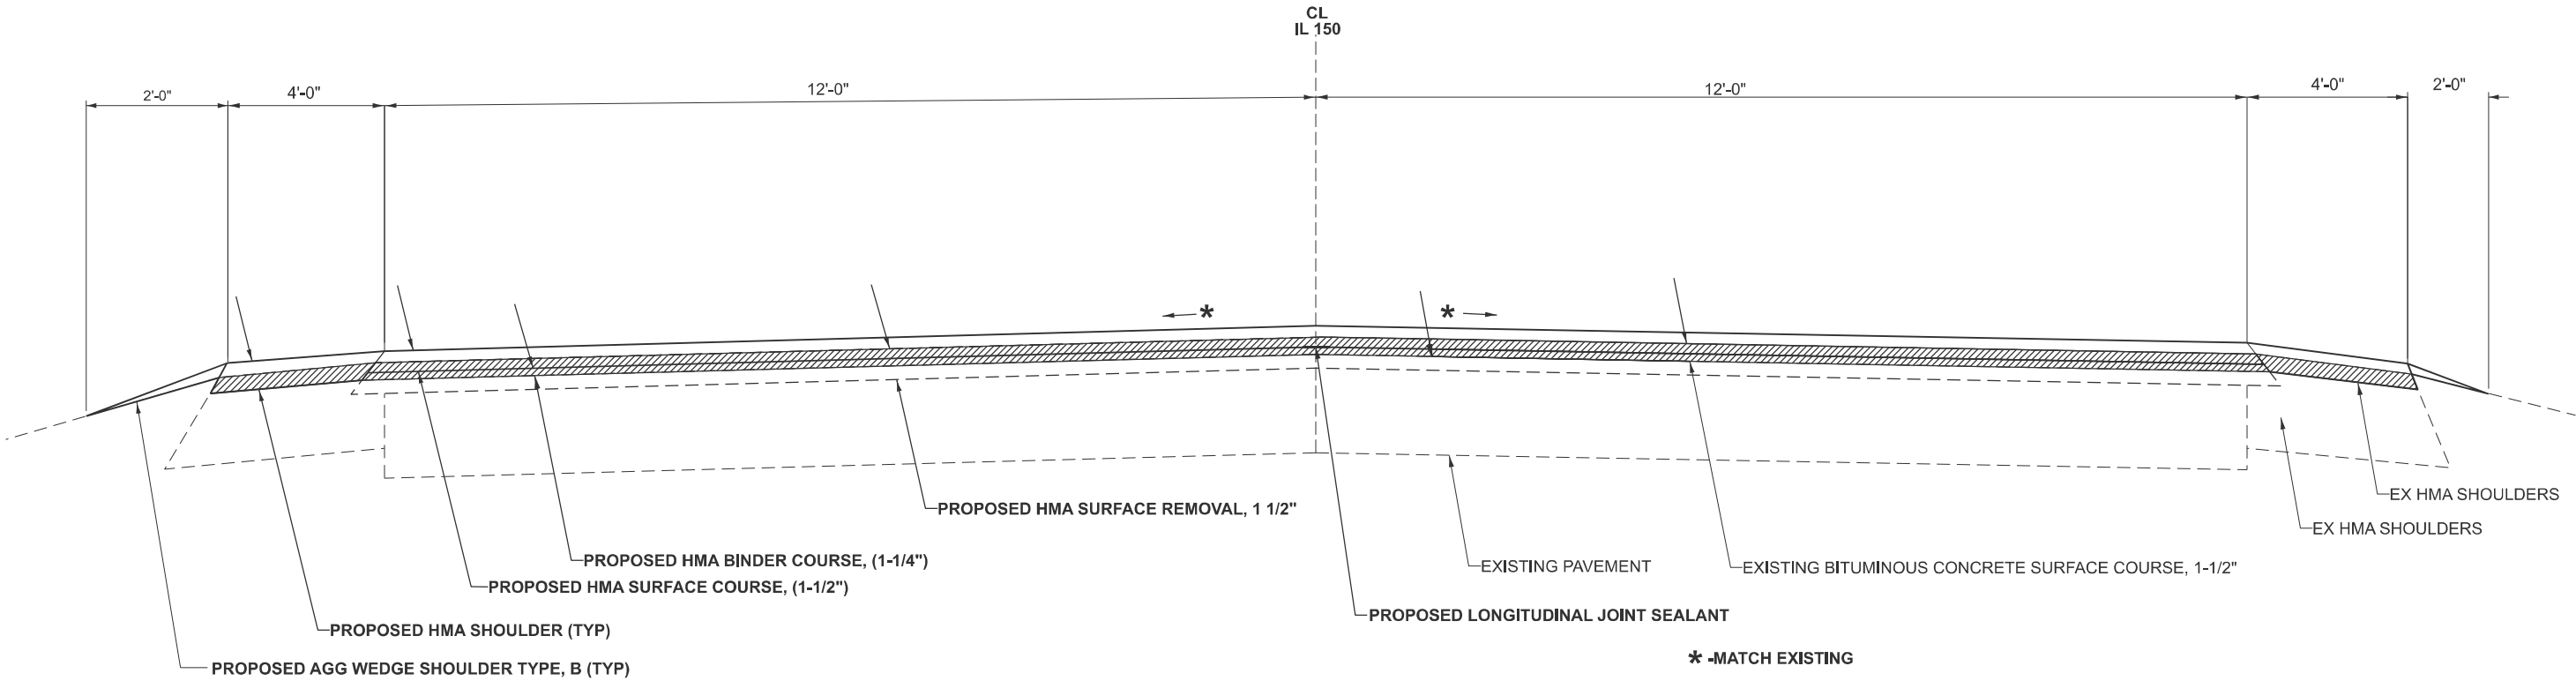 CL
IL 150
2'-0"
4'-0"
12'-0"
12'-0"
4'-0"
2'-0"
*
*
EX HMA SHOULDERS
PROPOSED HMA SURFACE REMOVAL, 1 1/2"
EX HMA SHOULDERS
PROPOSED HMA BINDER COURSE, (1-1/4")
EXISTING PAVEMENT
EXISTING BITUMINOUS CONCRETE SURFACE COURSE, 1-1/2"
PROPOSED HMA SURFACE COURSE, (1-1/2")
PROPOSED LONGITUDINAL JOINT SEALANT
PROPOSED HMA SHOULDER (TYP)
* -MATCH EXISTING
PROPOSED AGG WEDGE SHOULDER TYPE, B (TYP)